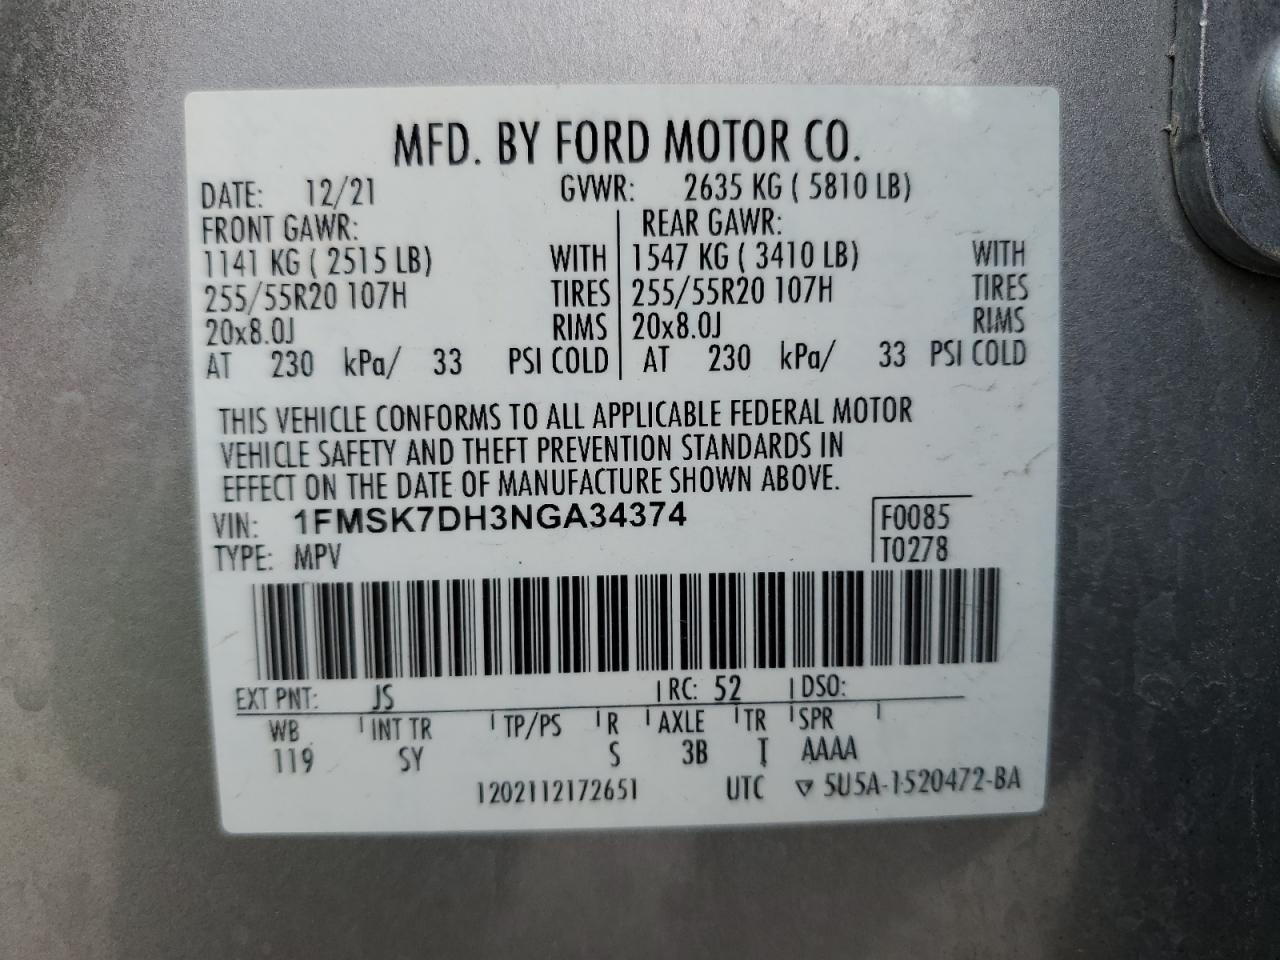 MFD. BY FORD MOTOR CO.
DATE: 12/21 GVWR: 2635 KG ( 5810 LB)
FRONT GAWR: REAR GAWR:
1141 KG ( 2515 LB) WITH 1547 KG ( 3410 LB) WITH
255/55R20 107H TIRES 255/55R20 107H TIRES
20x8.0J RIMS 20x8.0J RIMS
AT 230 kPa/ 33 PSI COLD AT 230 kPa/ 33 PSI COLD
THIS VEHICLE CONFORMS TO ALL APPLICABLE FEDERAL MOTOR
VEHICLE SAFETY AND THEFT PREVENTION STANDARDS IN
EFFECT ON THE DATE OF MANUFACTURE SHOWN ABOVE.
VIN: 1FMSK7DH3NGA34374 F0085
TYPE: MPV T0278
EXT PNT: JS RC: 52 DSO:
WB INT TR TP/PS R AXLE TR SPR
119 SY S 3B T AAAA
1202112172651 UTC ▽ 5U5A-1520472-BA